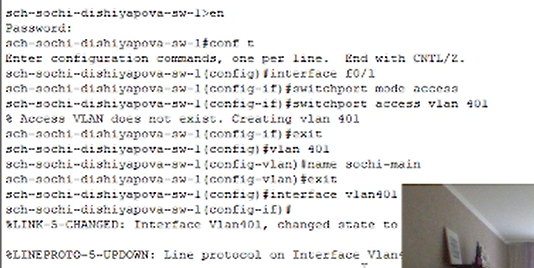 sch-sochi-dishiyapova-sw-1>en
Password:
sch-sochi-dishiyapova-sw-1#conf t
Enter configuration commands, one per line.  End with CNTL/Z.
sch-sochi-dishiyapova-sw-1(config)#interface f0/1
sch-sochi-dishiyapova-sw-1(config-if)#switchport mode access
sch-sochi-dishiyapova-sw-1(config-if)#switchport access vlan 401
% Access VLAN does not exist. Creating vlan 401
sch-sochi-dishiyapova-sw-1(config-if)#exit
sch-sochi-dishiyapova-sw-1(config)#vlan 401
sch-sochi-dishiyapova-sw-1(config-vlan)#name sochi-main
sch-sochi-dishiyapova-sw-1(config-vlan)#exit
sch-sochi-dishiyapova-sw-1(config)#interface vlan401
sch-sochi-dishiyapova-sw-1(config-if)#
%LINK-5-CHANGED: Interface Vlan401, changed state to
%LINEPROTO-5-UPDOWN: Line protocol on Interface Vlan4